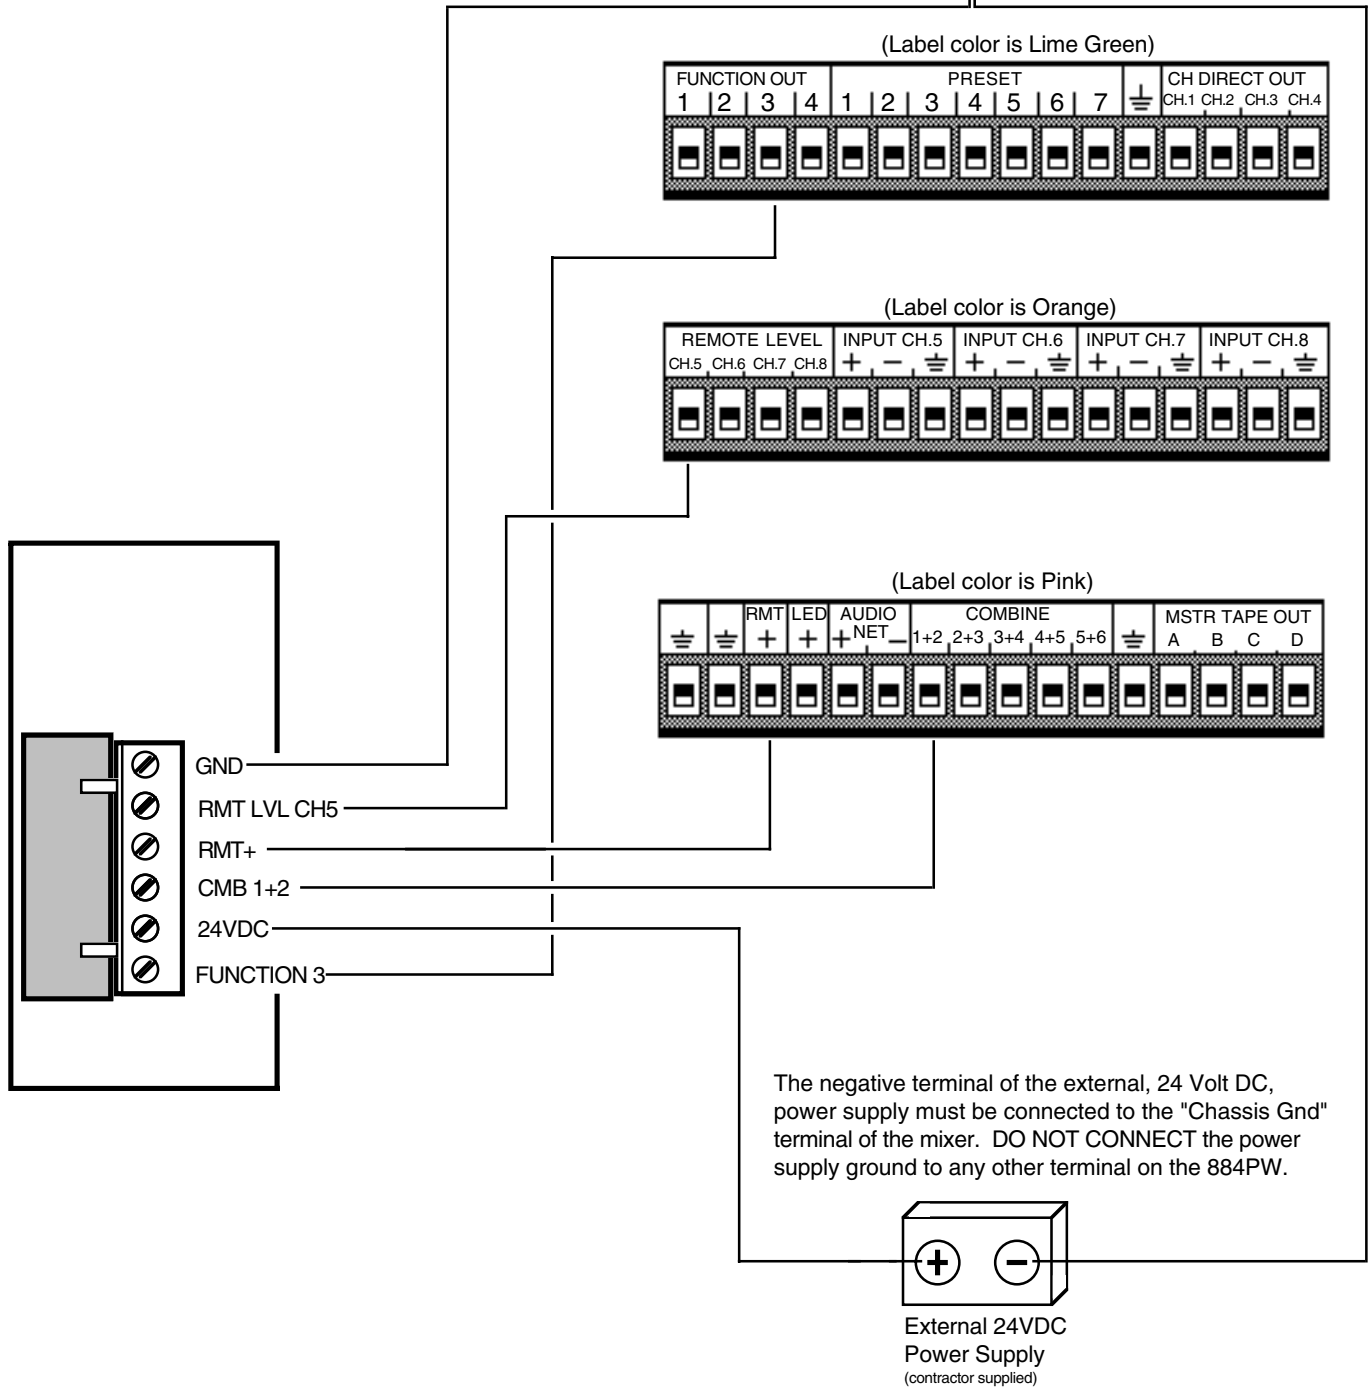 (Label color is Lime Green)
FUNCTION OUT PRESET CH DIRECT OUT
1 2 3 4 1 2 3 4 5 6 7 CH.1 CH.2 CH.3 CH.4
(Label color is Orange)
REMOTE LEVEL INPUT CH.5 INPUT CH.6 INPUT CH.7 INPUT CH.8
CH.5 CH.6 CH.7 CH.8 + − + − + − + −
(Label color is Pink)
RMT LED AUDIO COMBINE MSTR TAPE OUT
+ + + NET − 1+2 2+3 3+4 4+5 5+6 A B C D
GND
RMT LVL CH5
RMT+
CMB 1+2
24VDC
FUNCTION 3
The negative terminal of the external, 24 Volt DC,
power supply must be connected to the "Chassis Gnd"
terminal of the mixer. DO NOT CONNECT the power
supply ground to any other terminal on the 884PW.
+ −
External 24VDC
Power Supply
(contractor supplied)